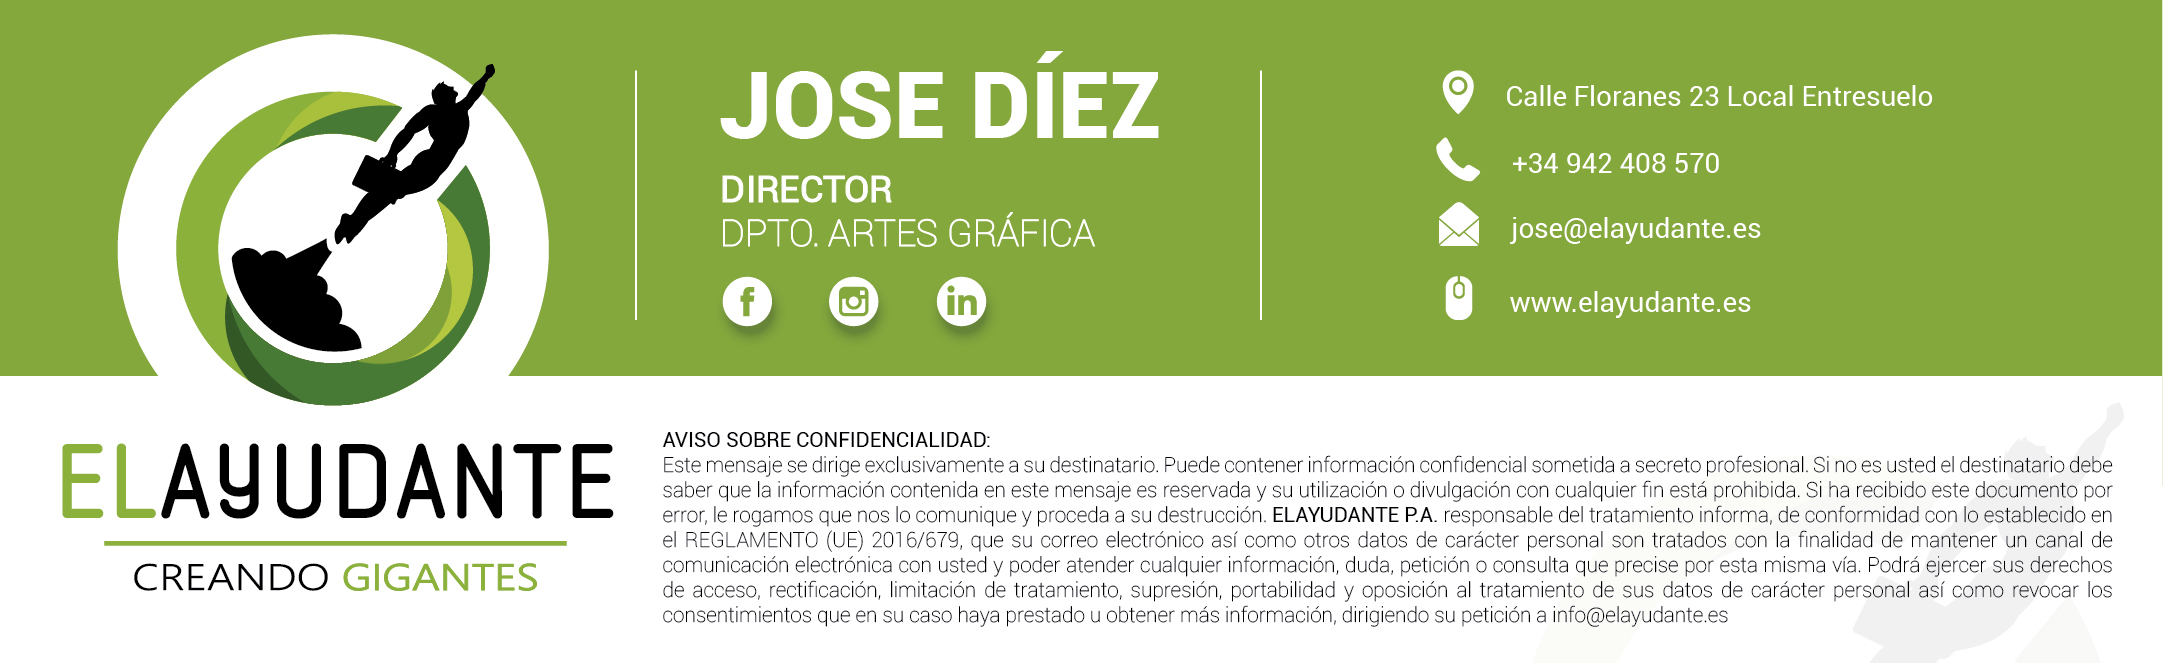 JOSE DÍEZ
DIRECTOR
DPTO. ARTES GRÁFICA
f
in
Calle Floranes 23 Local Entresuelo
+34 942 408 570
jose@elayudante.es
www.elayudante.es
ELAYUDANTE
CREANDO GIGANTES
AVISO SOBRE CONFIDENCIALIDAD:
Este mensaje se dirige exclusivamente a su destinatario. Puede contener información confidencial sometida a secreto profesional. Si no es usted el destinatario debe
saber que la información contenida en este mensaje es reservada y su utilización o divulgación con cualquier fin está prohibida. Si ha recibido este documento por
error, le rogamos que nos lo comunique y proceda a su destrucción. ELAYUDANTE P.A. responsable del tratamiento informa, de conformidad con lo establecido en
el REGLAMENTO (UE) 2016/679, que su correo electrónico así como otros datos de carácter personal son tratados con la finalidad de mantener un canal de
comunicación electrónica con usted y poder atender cualquier información, duda, petición o consulta que precise por esta misma vía. Podrá ejercer sus derechos
de acceso, rectificación, limitación de tratamiento, supresión, portabilidad y oposición al tratamiento de sus datos de carácter personal así como revocar los
consentimientos que en su caso haya prestado u obtener más información, dirigiendo su petición a info@elayudante.es